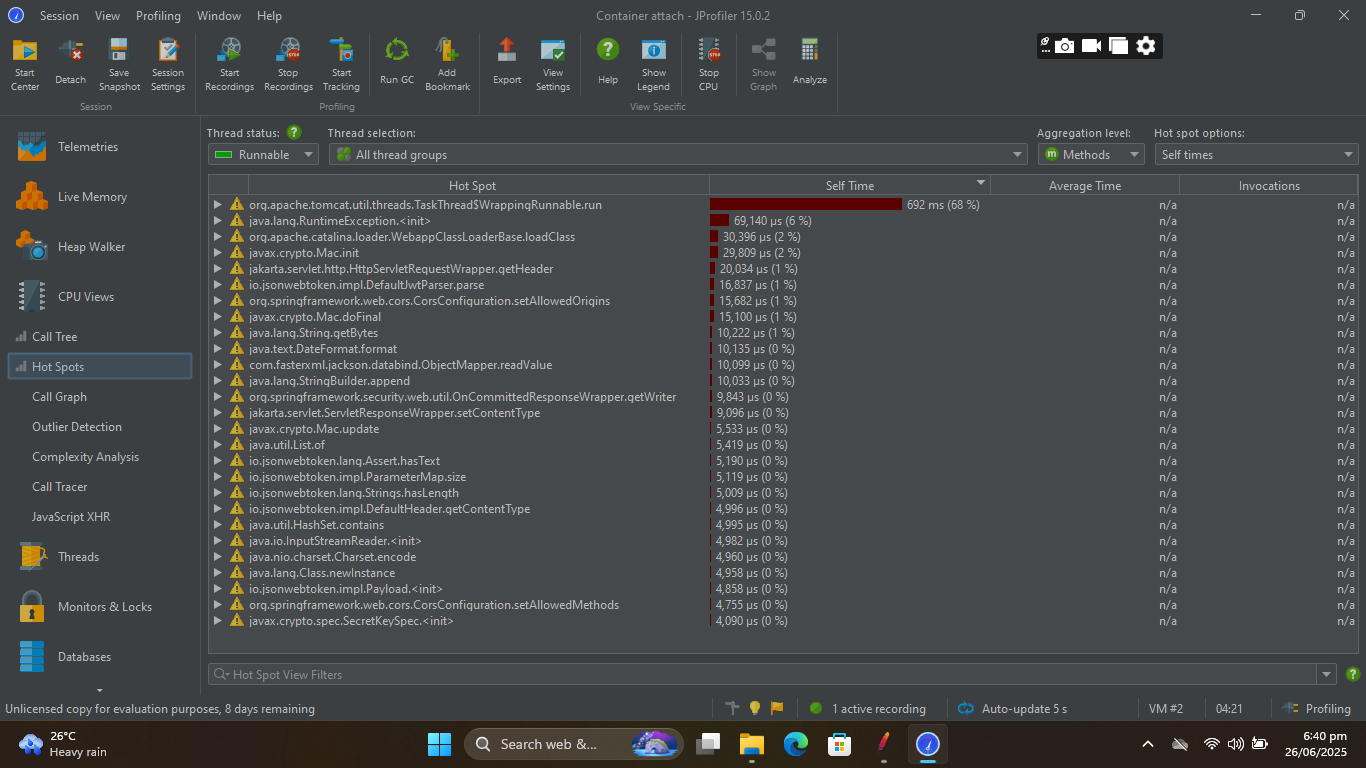 Session View Profiling Window Help
Container attach - JProfiler 15.0.2
Start Center
Detach
Save Snapshot
Session Settings
Start Recordings
Stop Recordings
Start Tracking
Run GC
Add Bookmark
Export
View Settings
Help
Show Legend
Stop CPU
Show Graph
Analyze
Session
Profiling
View Specific
Telemetries
Live Memory
Heap Walker
CPU Views
Call Tree
Hot Spots
Call Graph
Outlier Detection
Complexity Analysis
Call Tracer
JavaScript XHR
Threads
Monitors & Locks
Databases
Thread status: ? Thread selection: Aggregation level: Hot spot options:
Runnable All thread groups m Methods Self times
Hot Spot Self Time Average Time Invocations
org.apache.tomcat.util.threads.TaskThread$WrappingRunnable.run 692 ms (68 %) n/a n/a
java.lang.RuntimeException.<init> 69,140 µs (6 %) n/a n/a
org.apache.catalina.loader.WebappClassLoaderBase.loadClass 30,396 µs (2 %) n/a n/a
javax.crypto.Mac.init 29,809 µs (2 %) n/a n/a
jakarta.servlet.http.HttpServletRequestWrapper.getHeader 20,034 µs (1 %) n/a n/a
io.jsonwebtoken.impl.DefaultJwtParser.parse 16,837 µs (1 %) n/a n/a
org.springframework.web.cors.CorsConfiguration.setAllowedOrigins 15,682 µs (1 %) n/a n/a
javax.crypto.Mac.doFinal 15,100 µs (1 %) n/a n/a
java.lang.String.getBytes 10,222 µs (1 %) n/a n/a
java.text.DateFormat.format 10,135 µs (0 %) n/a n/a
com.fasterxml.jackson.databind.ObjectMapper.readValue 10,099 µs (0 %) n/a n/a
java.lang.StringBuilder.append 10,033 µs (0 %) n/a n/a
org.springframework.security.web.util.OnCommittedResponseWrapper.getWriter 9,843 µs (0 %) n/a n/a
jakarta.servlet.ServletResponseWrapper.setContentType 9,096 µs (0 %) n/a n/a
javax.crypto.Mac.update 5,533 µs (0 %) n/a n/a
java.util.List.of 5,419 µs (0 %) n/a n/a
io.jsonwebtoken.lang.Assert.hasText 5,190 µs (0 %) n/a n/a
io.jsonwebtoken.impl.ParameterMap.size 5,119 µs (0 %) n/a n/a
io.jsonwebtoken.lang.Strings.hasLength 5,009 µs (0 %) n/a n/a
io.jsonwebtoken.impl.DefaultHeader.getContentType 4,996 µs (0 %) n/a n/a
java.util.HashSet.contains 4,995 µs (0 %) n/a n/a
java.io.InputStreamReader.<init> 4,982 µs (0 %) n/a n/a
java.nio.charset.Charset.encode 4,960 µs (0 %) n/a n/a
java.lang.Class.newInstance 4,958 µs (0 %) n/a n/a
io.jsonwebtoken.impl.Payload.<init> 4,858 µs (0 %) n/a n/a
org.springframework.web.cors.CorsConfiguration.setAllowedMethods 4,755 µs (0 %) n/a n/a
javax.crypto.spec.SecretKeySpec.<init> 4,090 µs (0 %) n/a n/a
Hot Spot View Filters
Unlicensed copy for evaluation purposes, 8 days remaining
1 active recording Auto-update 5 s VM #2 04:21 Profiling
26°C
Heavy rain
Search web &...
6:40 pm
26/06/2025